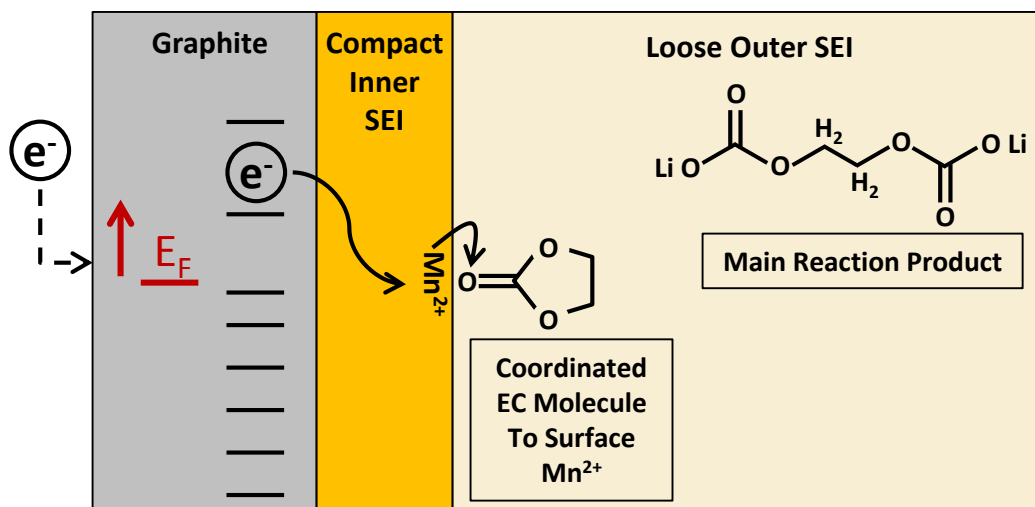 Graphite
Compact
Inner
SEI
Loose Outer SEI
e⁻
e⁻
E_F
Mn²⁺
O
O
O
O
Li O
O
H₂
H₂
O
O Li
O
Main Reaction Product
Coordinated
EC Molecule
To Surface
Mn²⁺